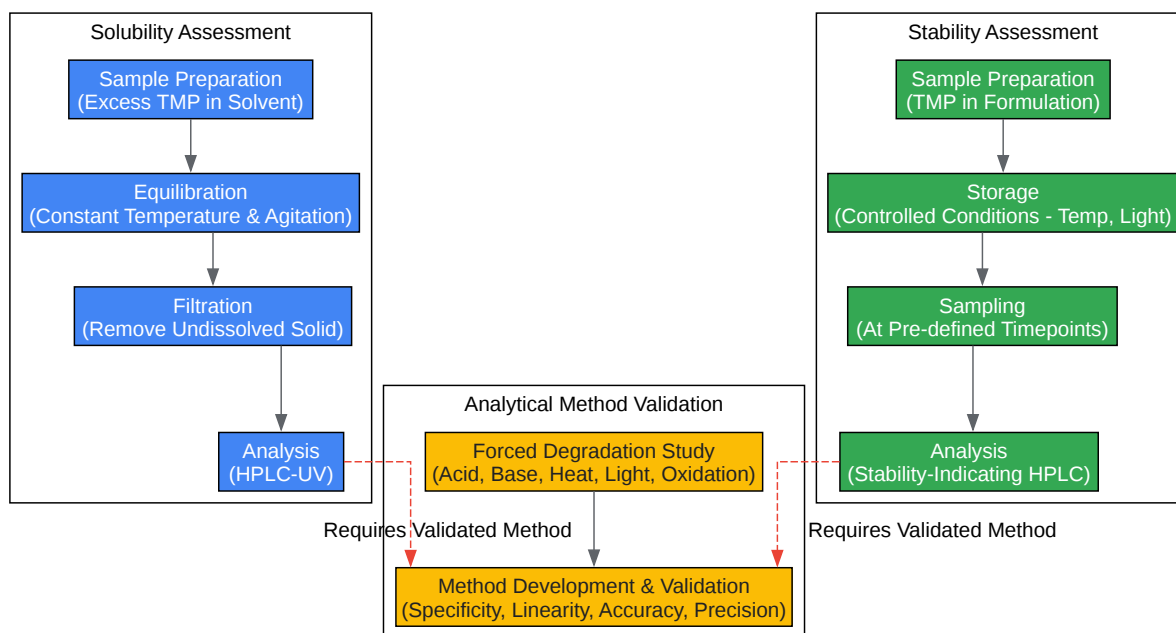 Solubility Assessment
Sample Preparation
(Excess TMP in Solvent)
Equilibration
(Constant Temperature & Agitation)
Filtration
(Remove Undissolved Solid)
Analysis
(HPLC-UV)
Requires Validated Method
Analytical Method Validation
Forced Degradation Study
(Acid, Base, Heat, Light, Oxidation)
Method Development & Validation
(Specificity, Linearity, Accuracy, Precision)
Stability Assessment
Sample Preparation
(TMP in Formulation)
Storage
(Controlled Conditions - Temp, Light)
Sampling
(At Pre-defined Timepoints)
Analysis
(Stability-Indicating HPLC)
Requires Validated Method